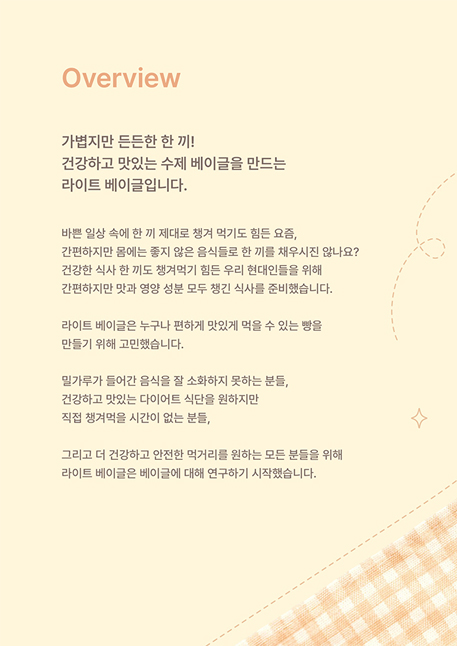 Overview
가볍지만 든든한 한 끼!
건강하고 맛있는 수제 베이글을 만드는
라이트 베이글입니다.
바쁜 일상 속에 한 끼 제대로 챙겨 먹기도 힘든 요즘,
간편하지만 몸에는 좋지 않은 음식들로 한 끼를 채우시진 않나요?
건강한 식사 한 끼도 챙겨먹기 힘든 우리 현대인들을 위해
간편하지만 맛과 영양 성분 모두 챙긴 식사를 준비했습니다.
라이트 베이글은 누구나 편하게 맛있게 먹을 수 있는 빵을
만들기 위해 고민했습니다.
밀가루가 들어간 음식을 잘 소화하지 못하는 분들,
건강하고 맛있는 다이어트 식단을 원하지만
직접 챙겨먹을 시간이 없는 분들,
그리고 더 건강하고 안전한 먹거리를 원하는 모든 분들을 위해
라이트 베이글은 베이글에 대해 연구하기 시작했습니다.